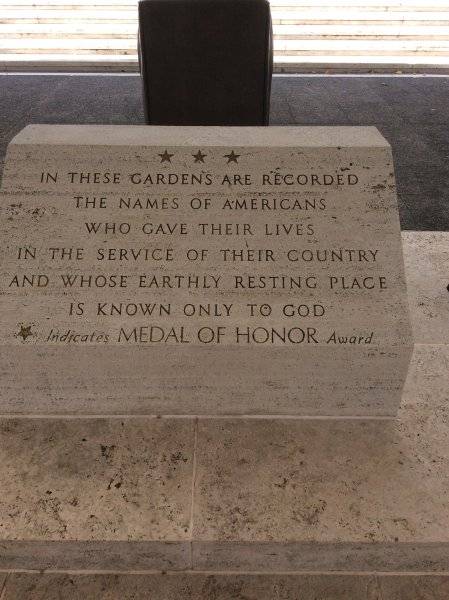 ★ ★ ★
IN THESE GARDENS ARE RECORDED
THE NAMES OF AMERICANS
WHO GAVE THEIR LIVES
IN THE SERVICE OF THEIR COUNTRY
AND WHOSE EARTHLY RESTING PLACE
IS KNOWN ONLY TO GOD
★ Indicates MEDAL OF HONOR Award